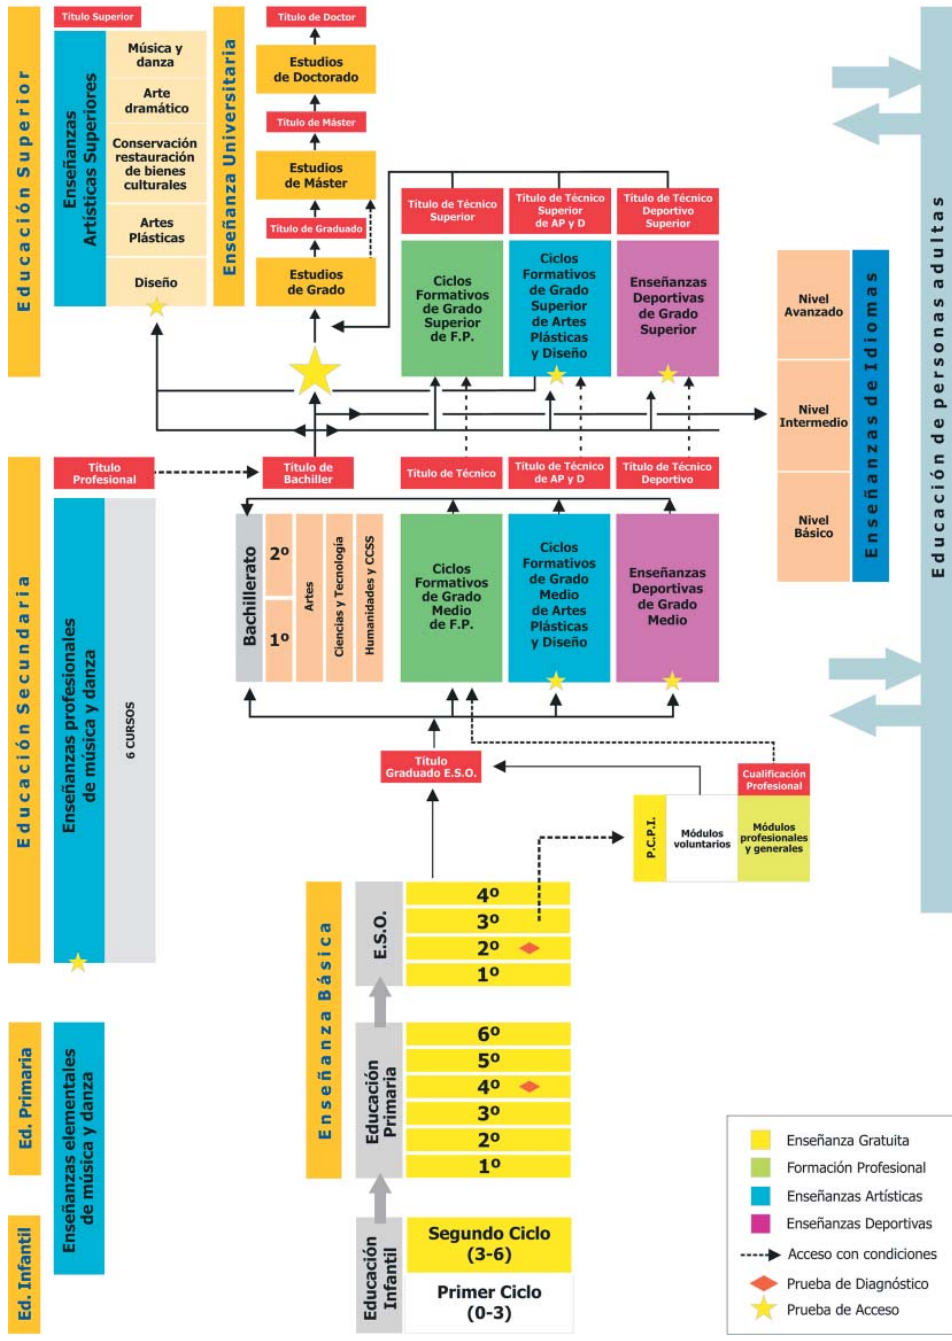 Educación Superior
Título Superior
Enseñanzas
Artísticas Superiores
Música y
danza
Arte
dramático
Conservación
restauración
de bienes
culturales
Artes
Plásticas
Diseño
Enseñanza Universitaria
Título de Doctor
Estudios
de Doctorado
Título de Máster
Estudios
de Máster
Título de Graduado
Estudios
de Grado
Título de Técnico
Superior
Ciclos
Formativos
de Grado
Superior
de F.P.
Título de Técnico
Superior
de AP y D
Ciclos
Formativos
de Grado
Superior
de Artes
Plásticas
y Diseño
Título de Técnico
Deportivo Superior
Enseñanzas
Deportivas
de Grado
Superior
Nivel
Avanzado
Nivel
Intermedio
Nivel
Básico
Enseñanzas de Idiomas
Educación de personas adultas
Educación Secundaria
Título
Profesional
Enseñanzas profesionales
de música y danza
6 CURSOS
Título de
Bachiller
Bachillerato
2º
1º
Artes
Ciencias y Tecnología
Humanidades y CCSS
Título de Técnico
Ciclos
Formativos
de Grado
Medio
de F.P.
Título de Técnico
de AP y D
Ciclos
Formativos
de Grado
Medio
de Artes
Plásticas
y Diseño
Título de Técnico
Deportivo
Enseñanzas
Deportivas
de Grado
Medio
Título
Graduado E.S.O.
Cualificación
Profesional
P.C.P.I.
Módulos
voluntarios
Módulos
profesionales
y generales
Enseñanza Básica
E.S.O.
4º
3º
2º
1º
Ed. Primaria
Enseñanzas elementales
de música y danza
Educación
Primaria
6º
5º
4º
3º
2º
1º
Ed. Infantil
Educación
Infantil
Segundo Ciclo
(3-6)
Primer Ciclo
(0-3)
Enseñanza Gratuita
Formación Profesional
Enseñanzas Artísticas
Enseñanzas Deportivas
Acceso con condiciones
Prueba de Diagnóstico
Prueba de Acceso